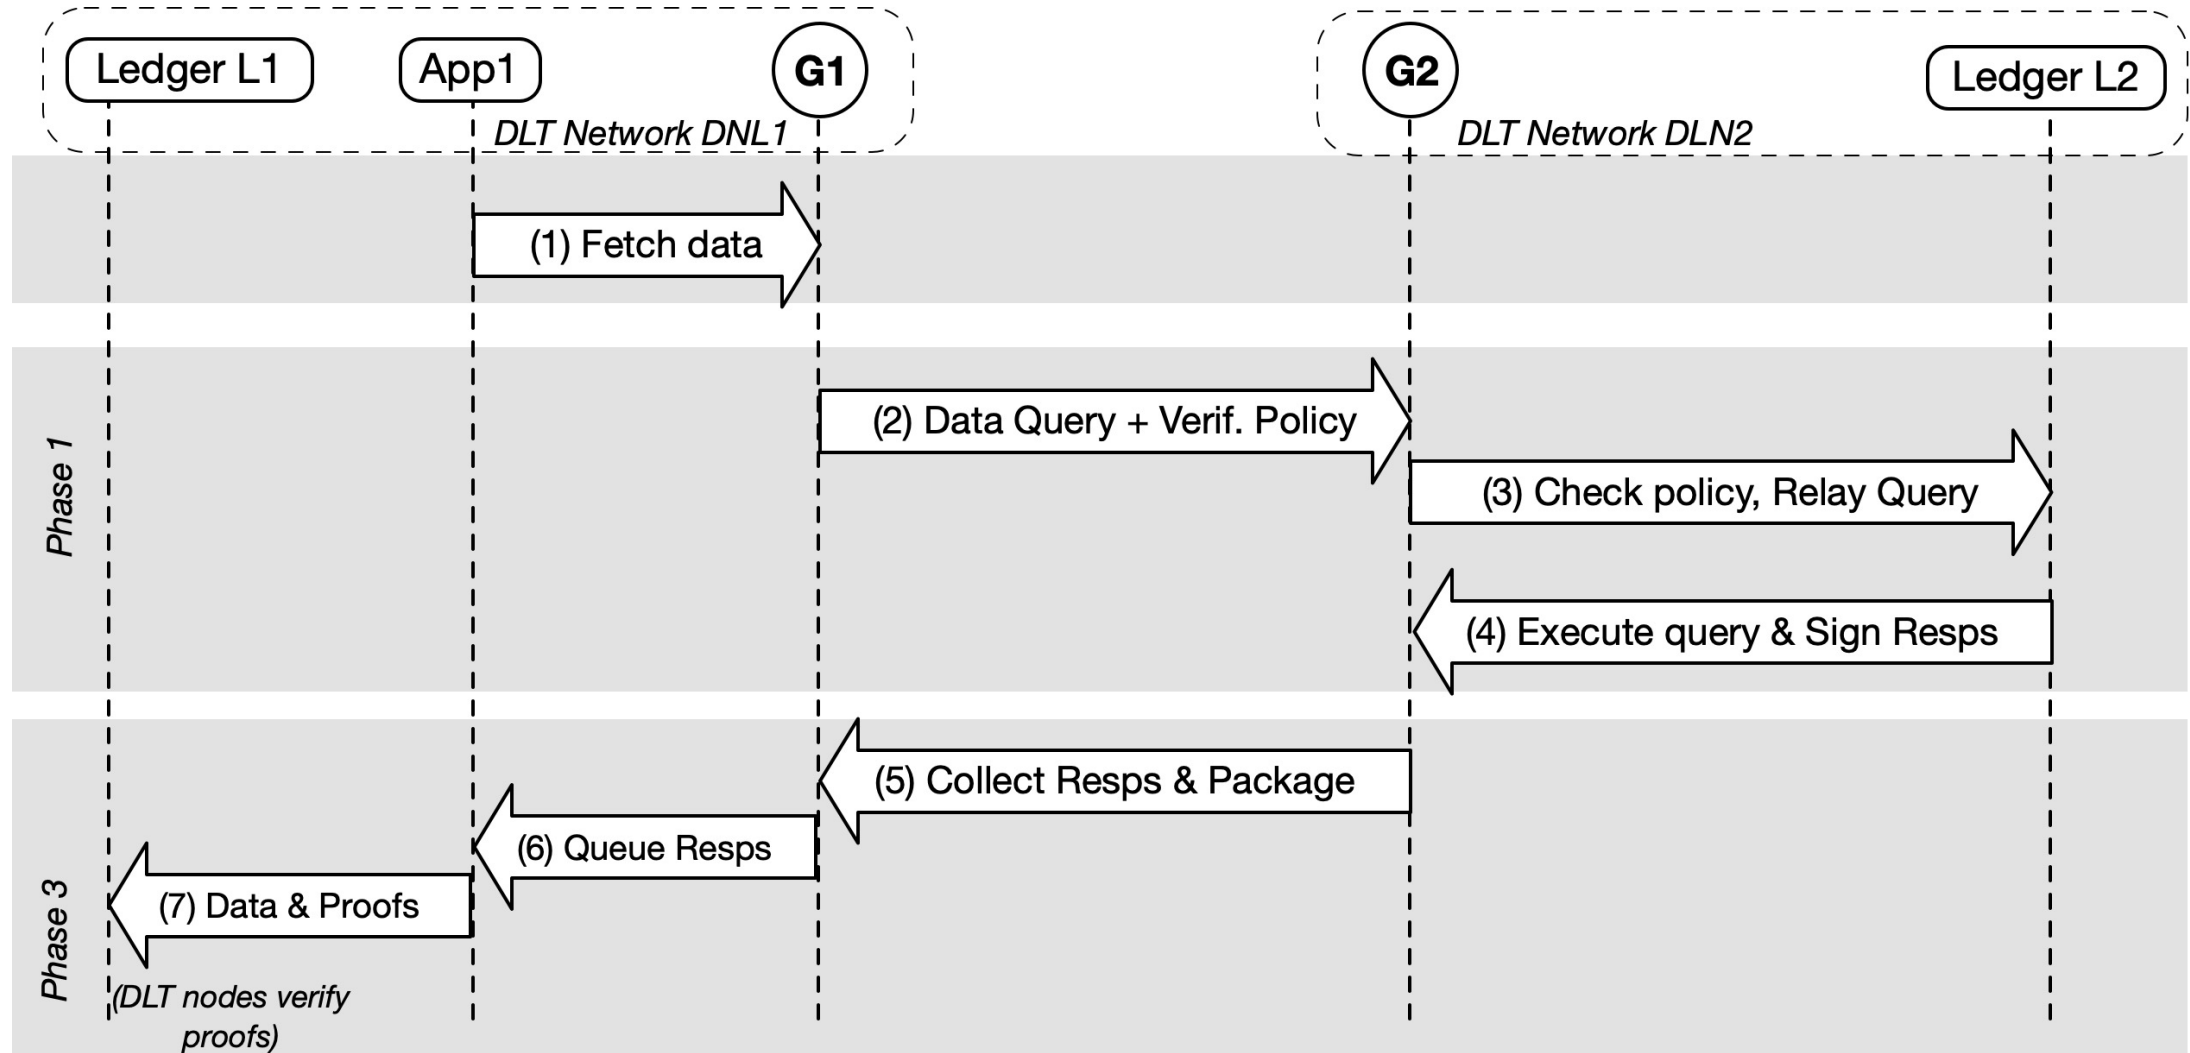 Ledger L1
App1
G1
G2
Ledger L2
DLT Network DNL1
DLT Network DLN2
(1) Fetch data
Phase 1
(2) Data Query + Verif. Policy
(3) Check policy, Relay Query
(4) Execute query & Sign Resps
Phase 3
(5) Collect Resps & Package
(6) Queue Resps
(7) Data & Proofs
(DLT nodes verify
proofs)